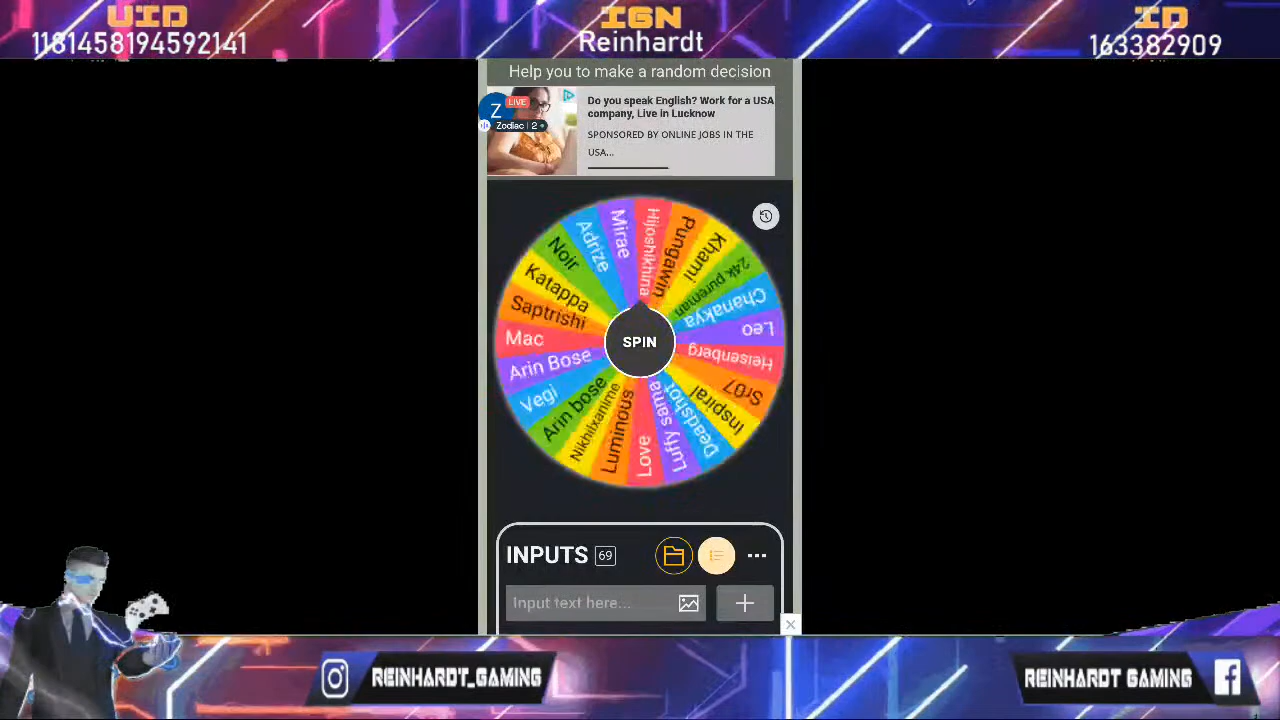 UID
1181458194592141
IGN
Reinhardt
ID
163382909
Help you to make a random decision
Z
LIVE
Zodiac | 2
Do you speak English? Work for a USA
company, Live in Lucknow
SPONSORED BY ONLINE JOBS IN THE
USA...
Hijoshikhina
Pungawin
Khami
24k pureman
Chanakya
Leo
Heisenberg
Sr07
Inspiral
Deadshot
Luffy sama
Love
Luminous
Nikhilxanime
Arin bose
Vegi
Arin Bose
Mac
Saptrishi
Katappa
Noir
Adrize
Mirae
SPIN
INPUTS 69
Input text here...
REINHARDT_GAMING
REINHARDT GAMING